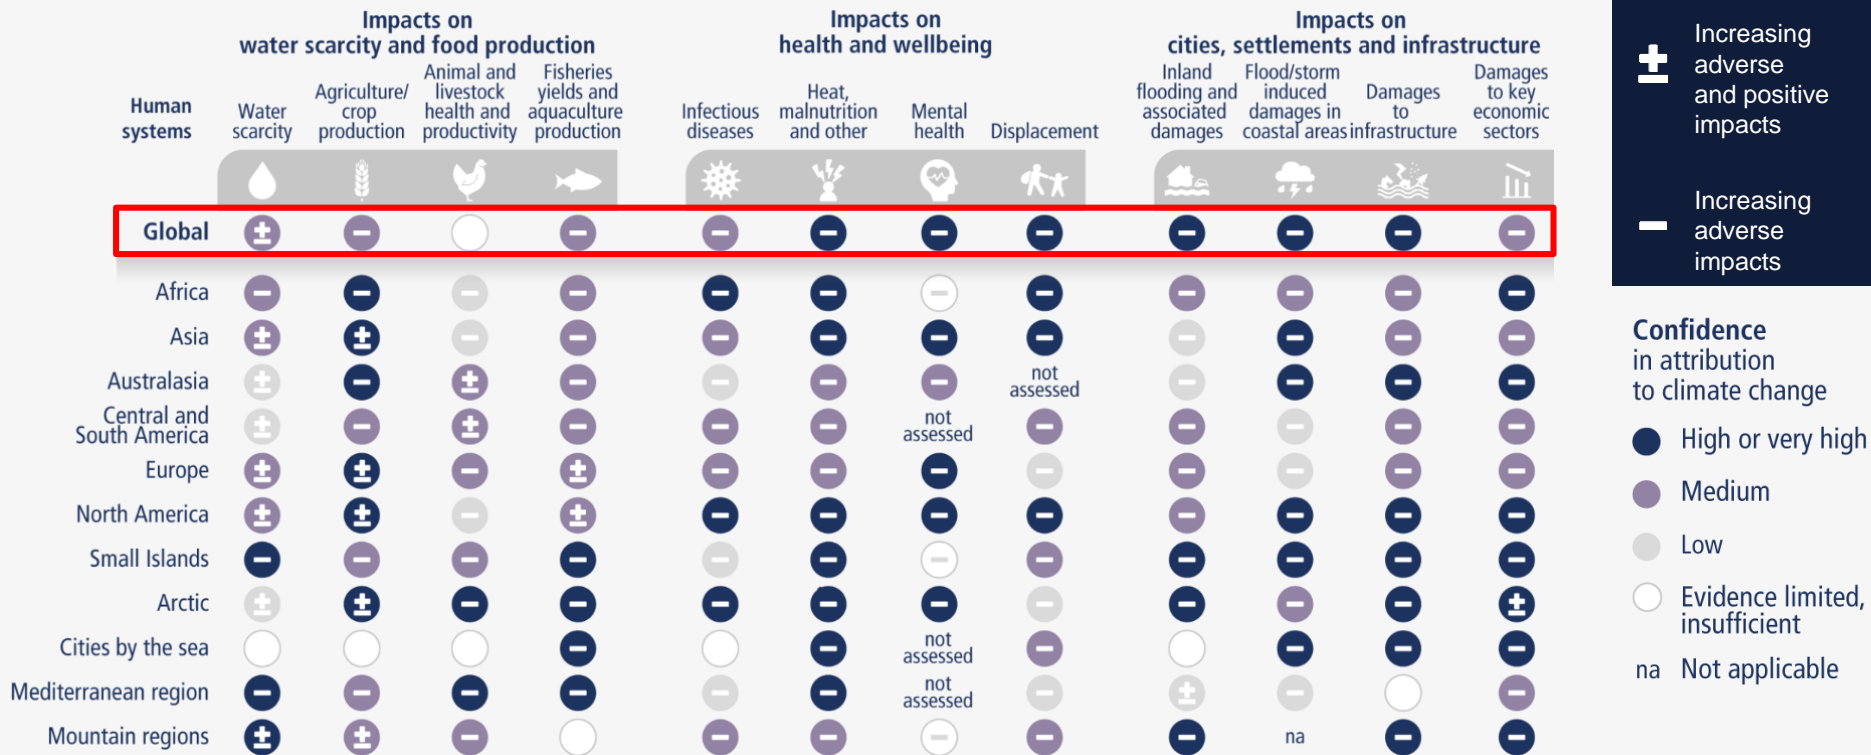 Impacts on
water scarcity and food production
Impacts on
health and wellbeing
Impacts on
cities, settlements and infrastructure
Human
systems
Water
scarcity
Agriculture/
crop
production
Animal and
livestock
health and
productivity
Fisheries
yields and
aquaculture
production
Infectious
diseases
Heat,
malnutrition
and other
Mental
health
Displacement
Inland
flooding and
associated
damages
Flood/storm
induced
damages in
coastal areas
Damages
to
infrastructure
Damages
to key
economic
sectors
Global
Africa
Asia
Australasia
not
assessed
Central and
South America
not
assessed
Europe
North America
Small Islands
Arctic
Cities by the sea
not
assessed
Mediterranean region
not
assessed
Mountain regions
na
Increasing
adverse
and positive
impacts
Increasing
adverse
impacts
Confidence
in attribution
to climate change
High or very high
Medium
Low
Evidence limited,
insufficient
na Not applicable